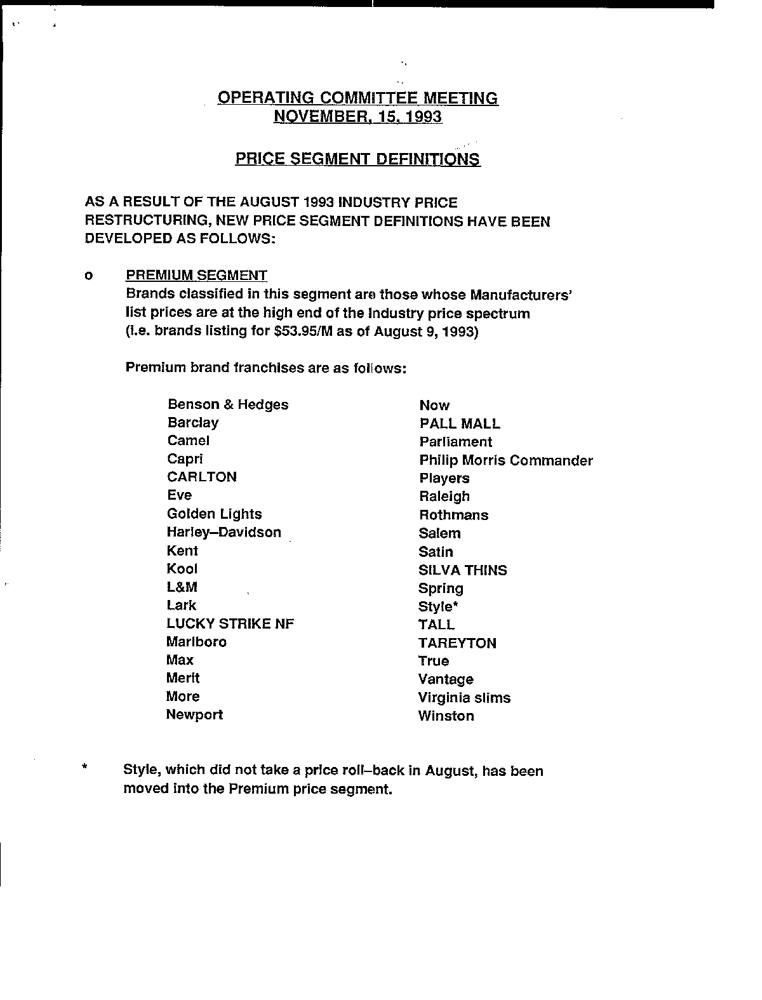 OPERATING COMMITTEE MEETING
NOVEMBER, 15, 1993
PRICE SEGMENT DEFINITIONS
AS A RESULT OF THE AUGUST 1993 INDUSTRY PRICE
RESTRUCTURING, NEW PRICE SEGMENT DEFINITIONS HAVE BEEN
DEVELOPED AS FOLLOWS:
o PREMIUM SEGMENT
Brands classified in this segment are those whose Manufacturers'
list prices are at the high end of the industry price spectrum
(i.e. brands listing for $53.95/M as of August 9, 1993)
Premium brand franchises are as follows:
Benson & Hedges
Barclay
Camel
Capri
CARLTON
Eve
Golden Lights
Harley–Davidson
Kent
Kool
L&M
Lark
LUCKY STRIKE NF
Marlboro
Max
Merit
More
Newport
Now
PALL MALL
Parliament
Philip Morris Commander
Players
Raleigh
Rothmans
Salem
Satin
SILVA THINS
Spring
Style*
TALL
TAREYTON
True
Vantage
Virginia slims
Winston
* Style, which did not take a price roll–back in August, has been
moved into the Premium price segment.